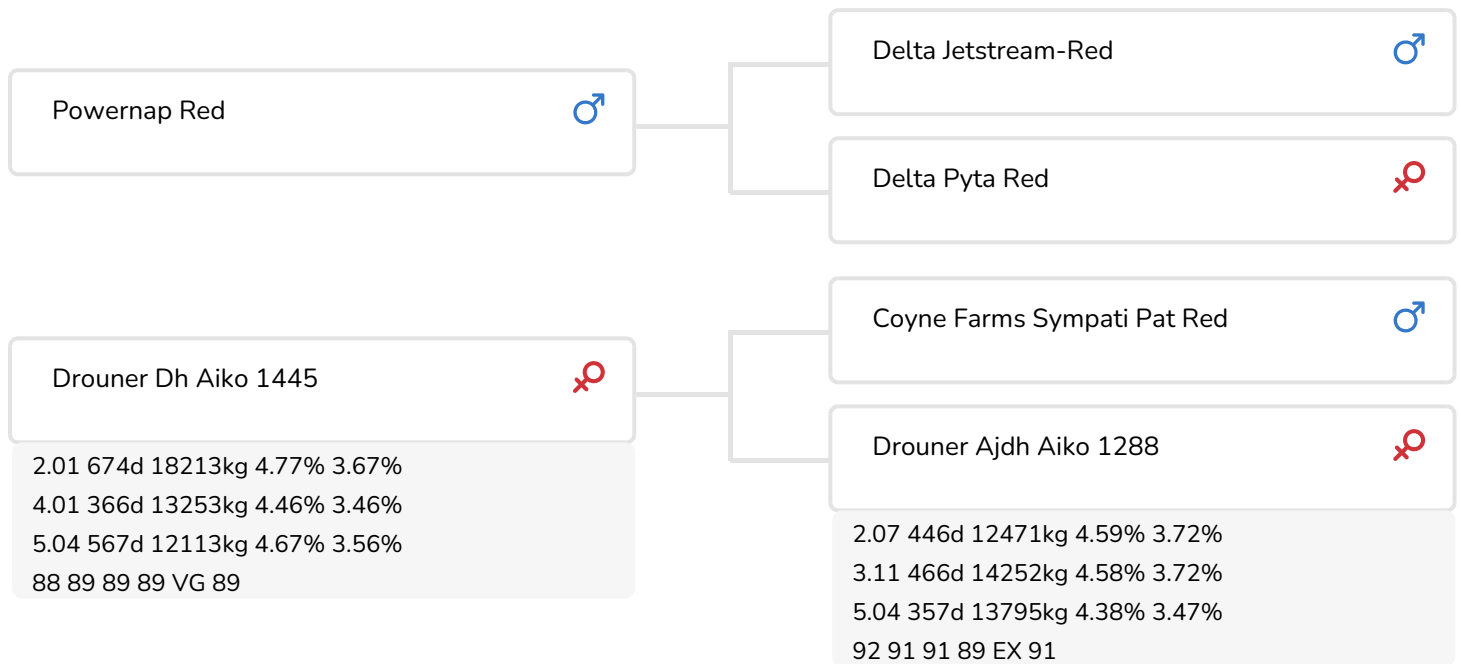 Powernap Red
Delta Jetstream-Red
Delta Pyta Red
Drouner Dh Aiko 1445
2.01 674d 18213kg 4.77% 3.67%
4.01 366d 13253kg 4.46% 3.46%
5.04 567d 12113kg 4.67% 3.56%
88 89 89 89 VG 89
Coyne Farms Sympati Pat Red
Drouner Ajdh Aiko 1288
2.07 446d 12471kg 4.59% 3.72%
3.11 466d 14252kg 4.58% 3.72%
5.04 357d 13795kg 4.38% 3.47%
92 91 91 89 EX 91